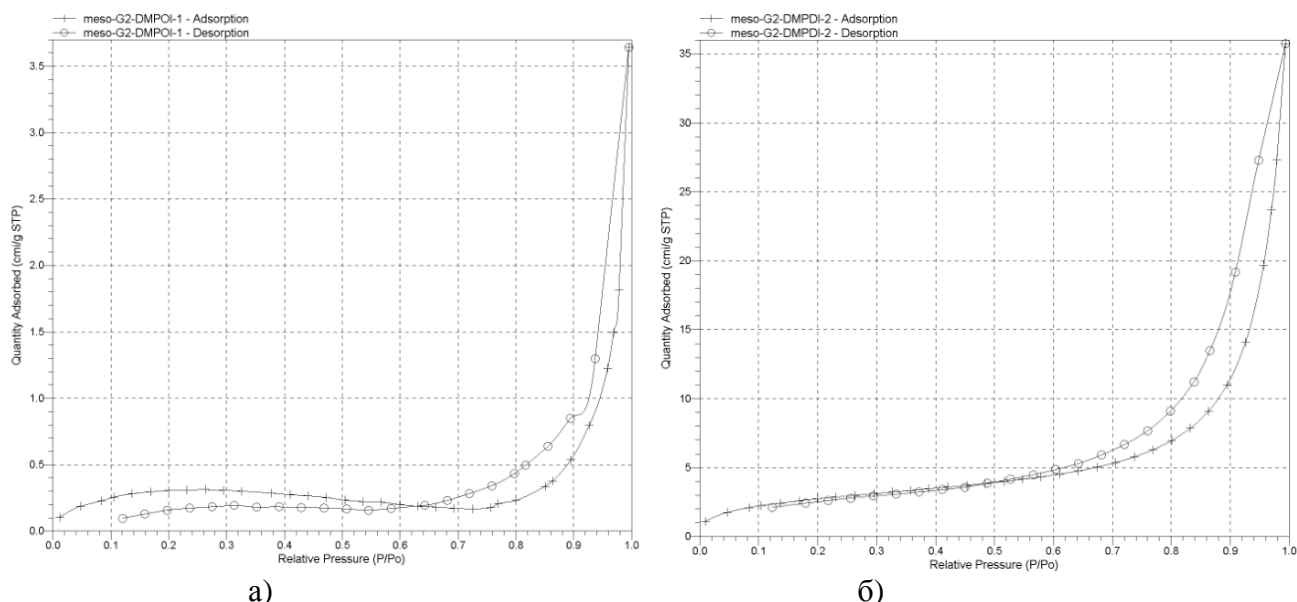 meso-G2-DMPOI-1 - Adsorption
meso-G2-DMPOI-1 - Desorption
3.5
3.0
2.5
2.0
1.5
1.0
0.5
0.0
Quantity Adsorbed (cmі/g STP)
0.0 0.1 0.2 0.3 0.4 0.5 0.6 0.7 0.8 0.9 1.0
Relative Pressure (P/Po)
а)
meso-G2-DMPDI-2 - Adsorption
meso-G2-DMPDI-2 - Desorption
35
30
25
20
15
10
5
0
Quantity Adsorbed (cmі/g STP)
0.0 0.1 0.2 0.3 0.4 0.5 0.6 0.7 0.8 0.9 1.0
Relative Pressure (P/Po)
б)